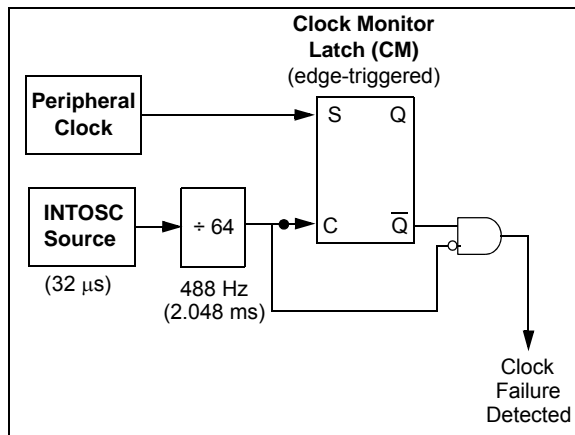 Clock Monitor
Latch (CM)
(edge-triggered)
Peripheral
Clock
S
Q
INTOSC
Source
÷ 64
C
Q̅
(32 μs)
488 Hz
(2.048 ms)
Clock
Failure
Detected